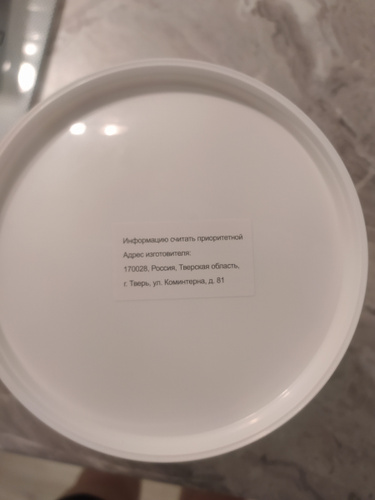 Информацию считать приоритетной
Адрес изготовителя:
170028, Россия, Тверская область,
г. Тверь, ул. Коминтерна, д. 81